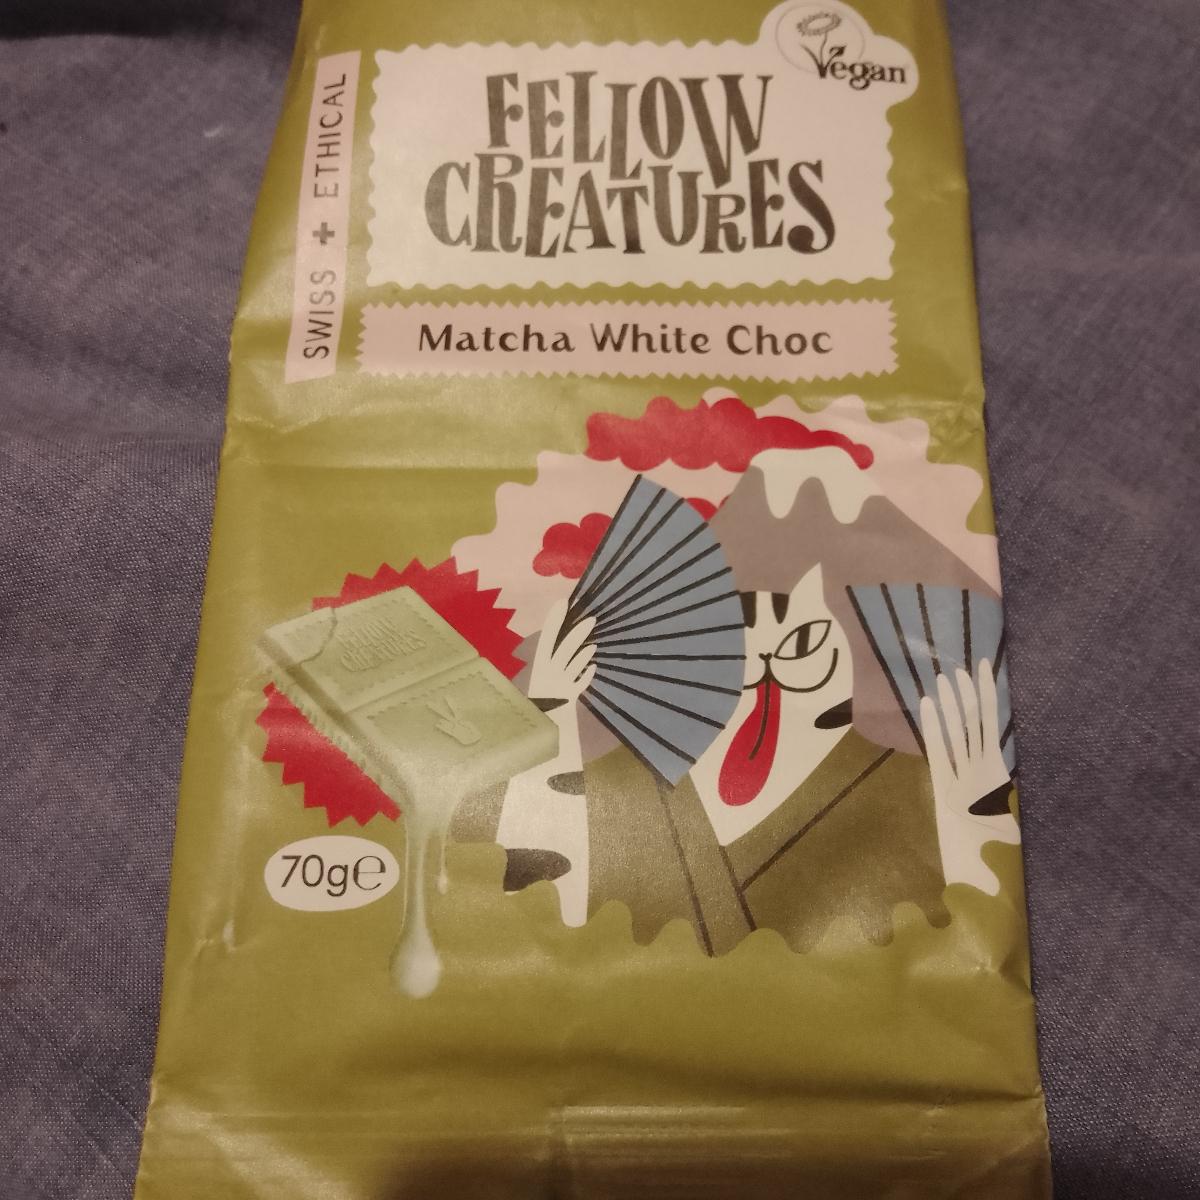 Vegan
FELLOW
CREATURES
SWISS + ETHICAL
Matcha White Choc
FELLOW
CREATURES
70g℮